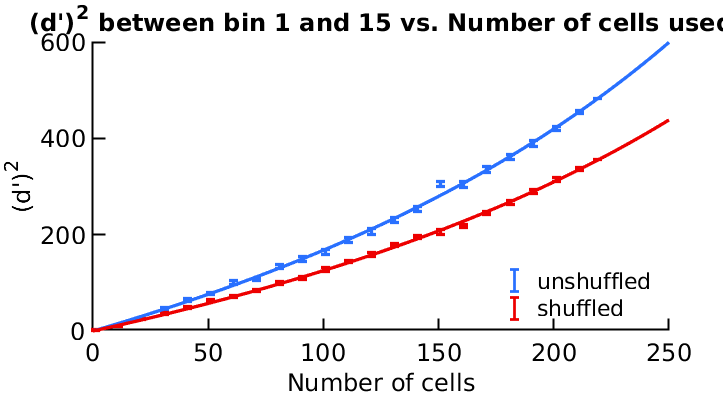 (d')² between bin 1 and 15 vs. Number of cells used
600
400
200
0
(d')²
0 50 100 150 200 250
Number of cells
unshuffled
shuffled